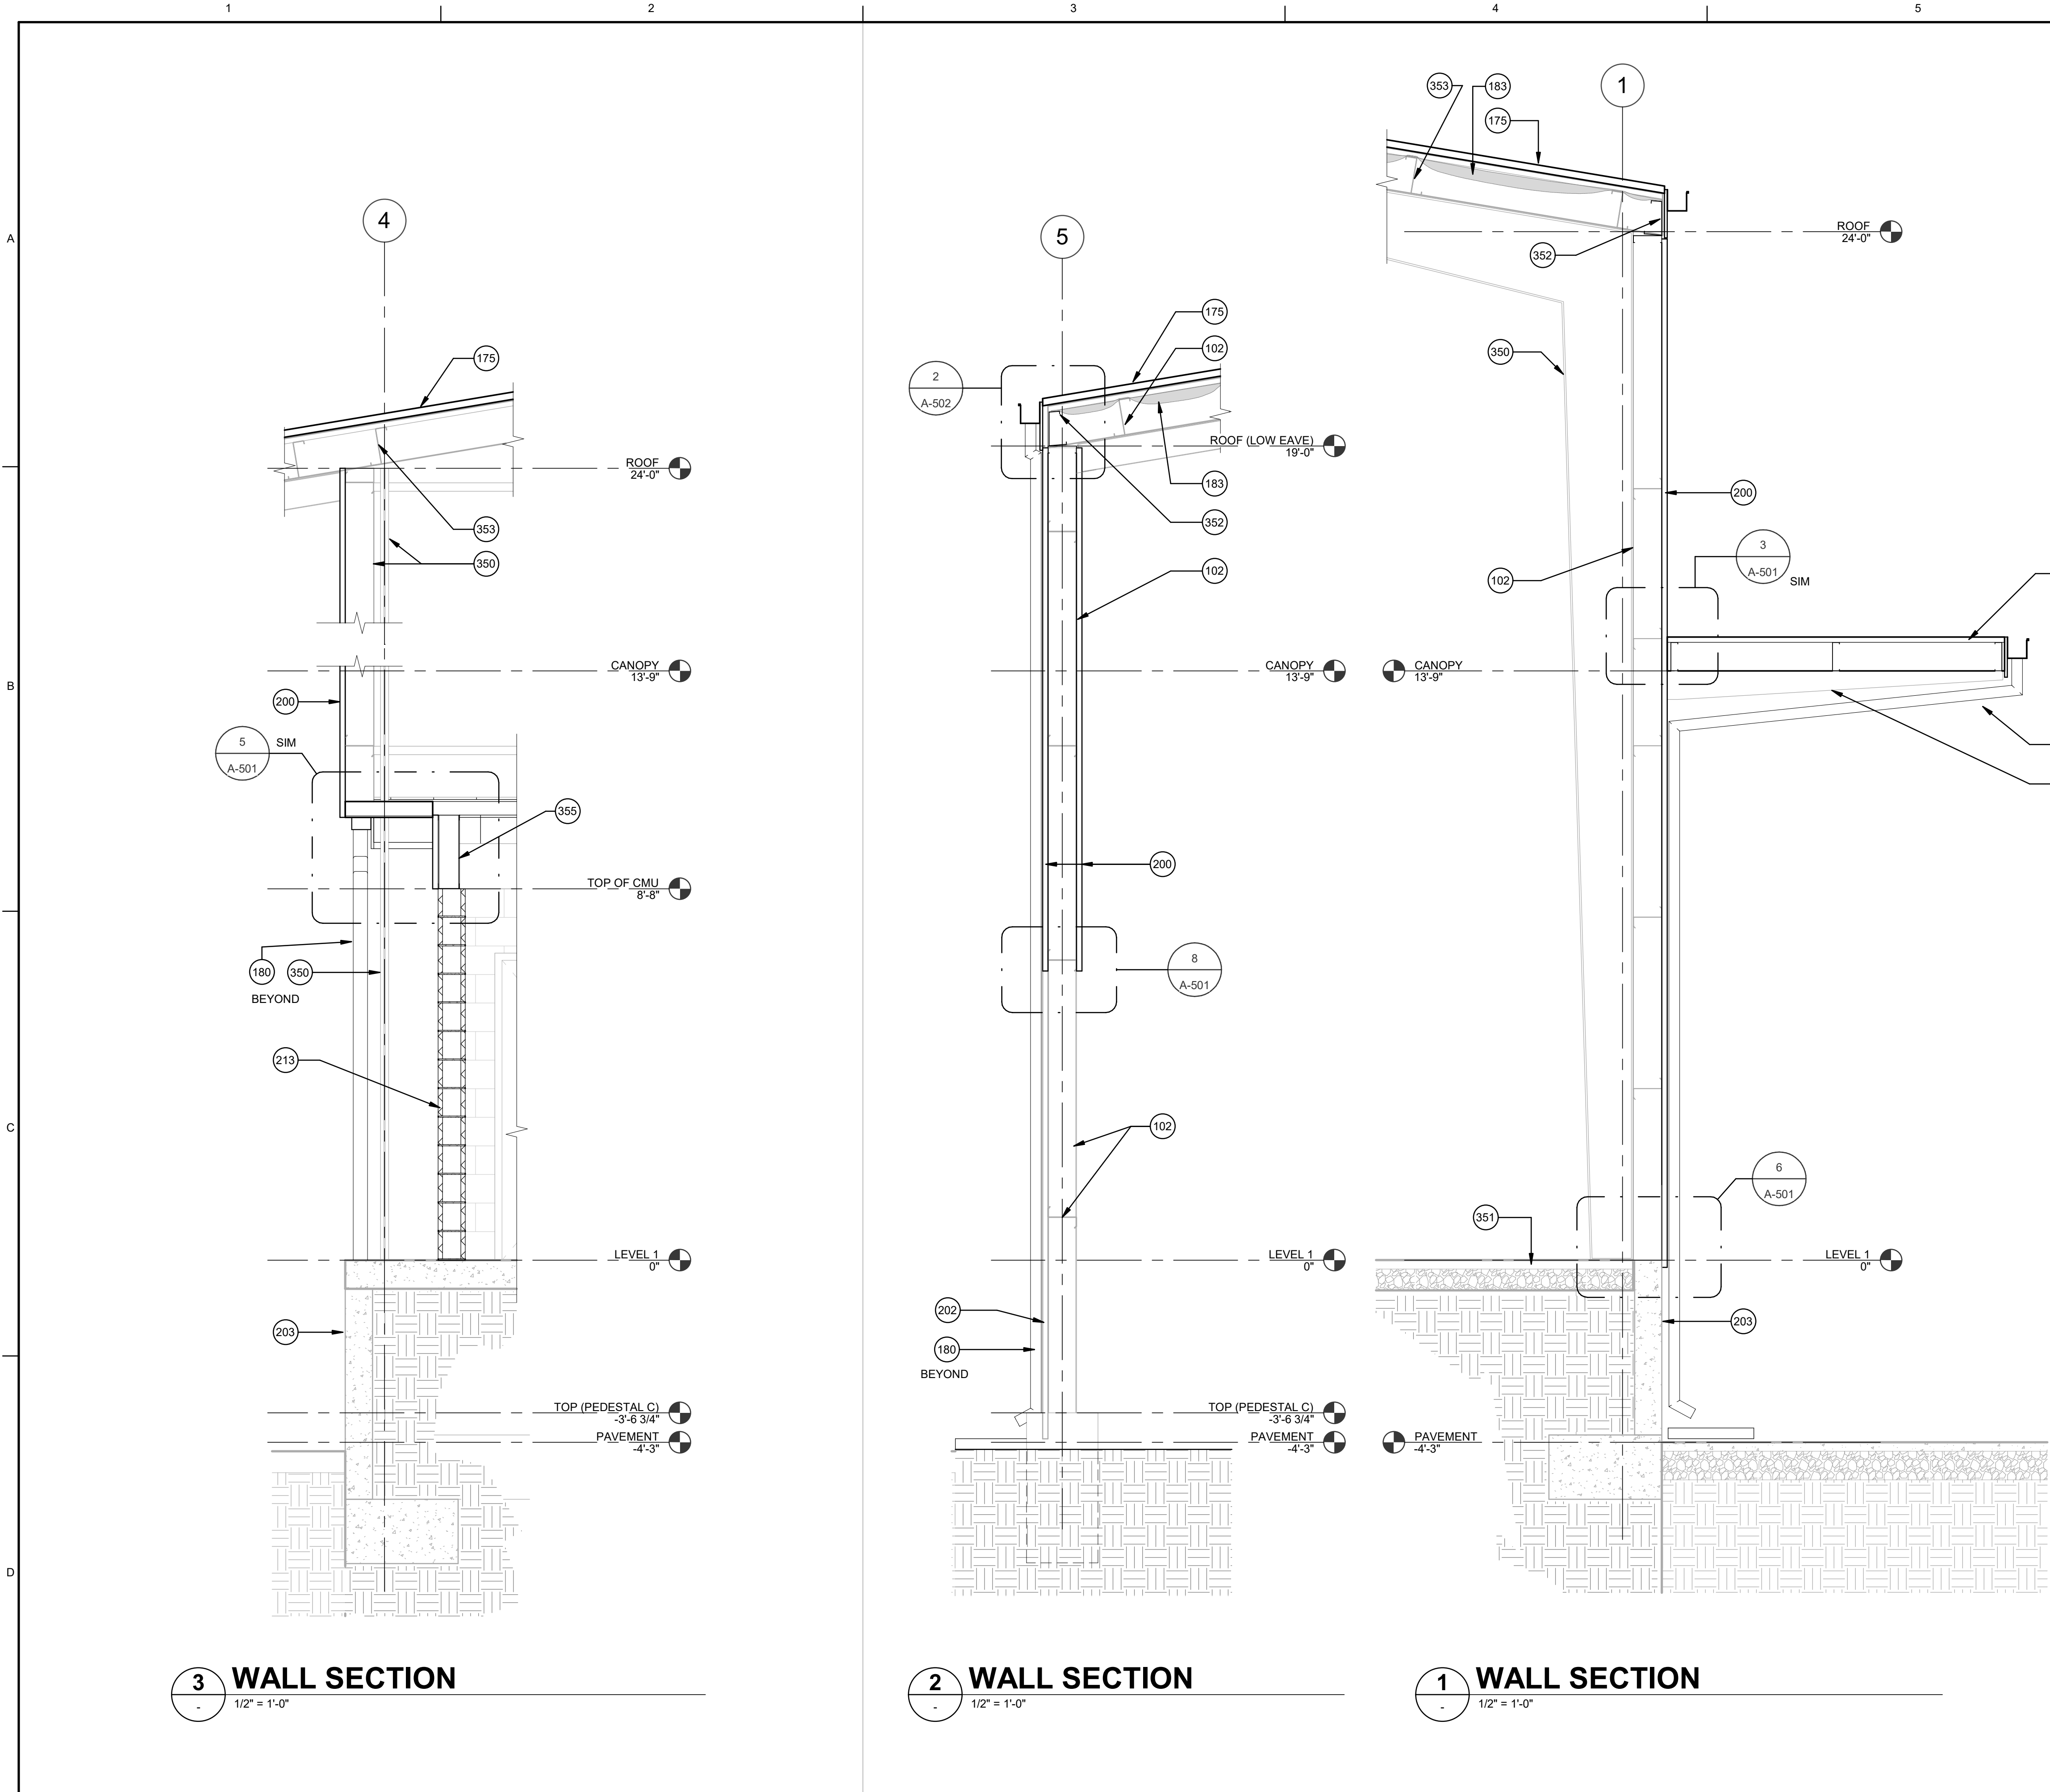 1
2
3
4
5
A
B
C
D
4
175
ROOF
24'-0"
353
350
CANOPY
13'-9"
200
5
A-501
SIM
355
TOP OF CMU
8'-8"
180
350
BEYOND
213
LEVEL 1
0"
203
TOP (PEDESTAL C)
-3'-6 3/4"
PAVEMENT
-4'-3"
3
-
WALL SECTION
1/2" = 1'-0"
5
175
102
2
A-502
ROOF (LOW EAVE)
19'-0"
183
352
102
CANOPY
13'-9"
200
8
A-501
102
LEVEL 1
0"
202
180
BEYOND
TOP (PEDESTAL C)
-3'-6 3/4"
PAVEMENT
-4'-3"
2
-
WALL SECTION
1/2" = 1'-0"
1
353
183
175
ROOF
24'-0"
352
350
200
3
A-501
SIM
102
CANOPY
13'-9"
6
A-501
351
LEVEL 1
0"
203
PAVEMENT
-4'-3"
1
-
WALL SECTION
1/2" = 1'-0"